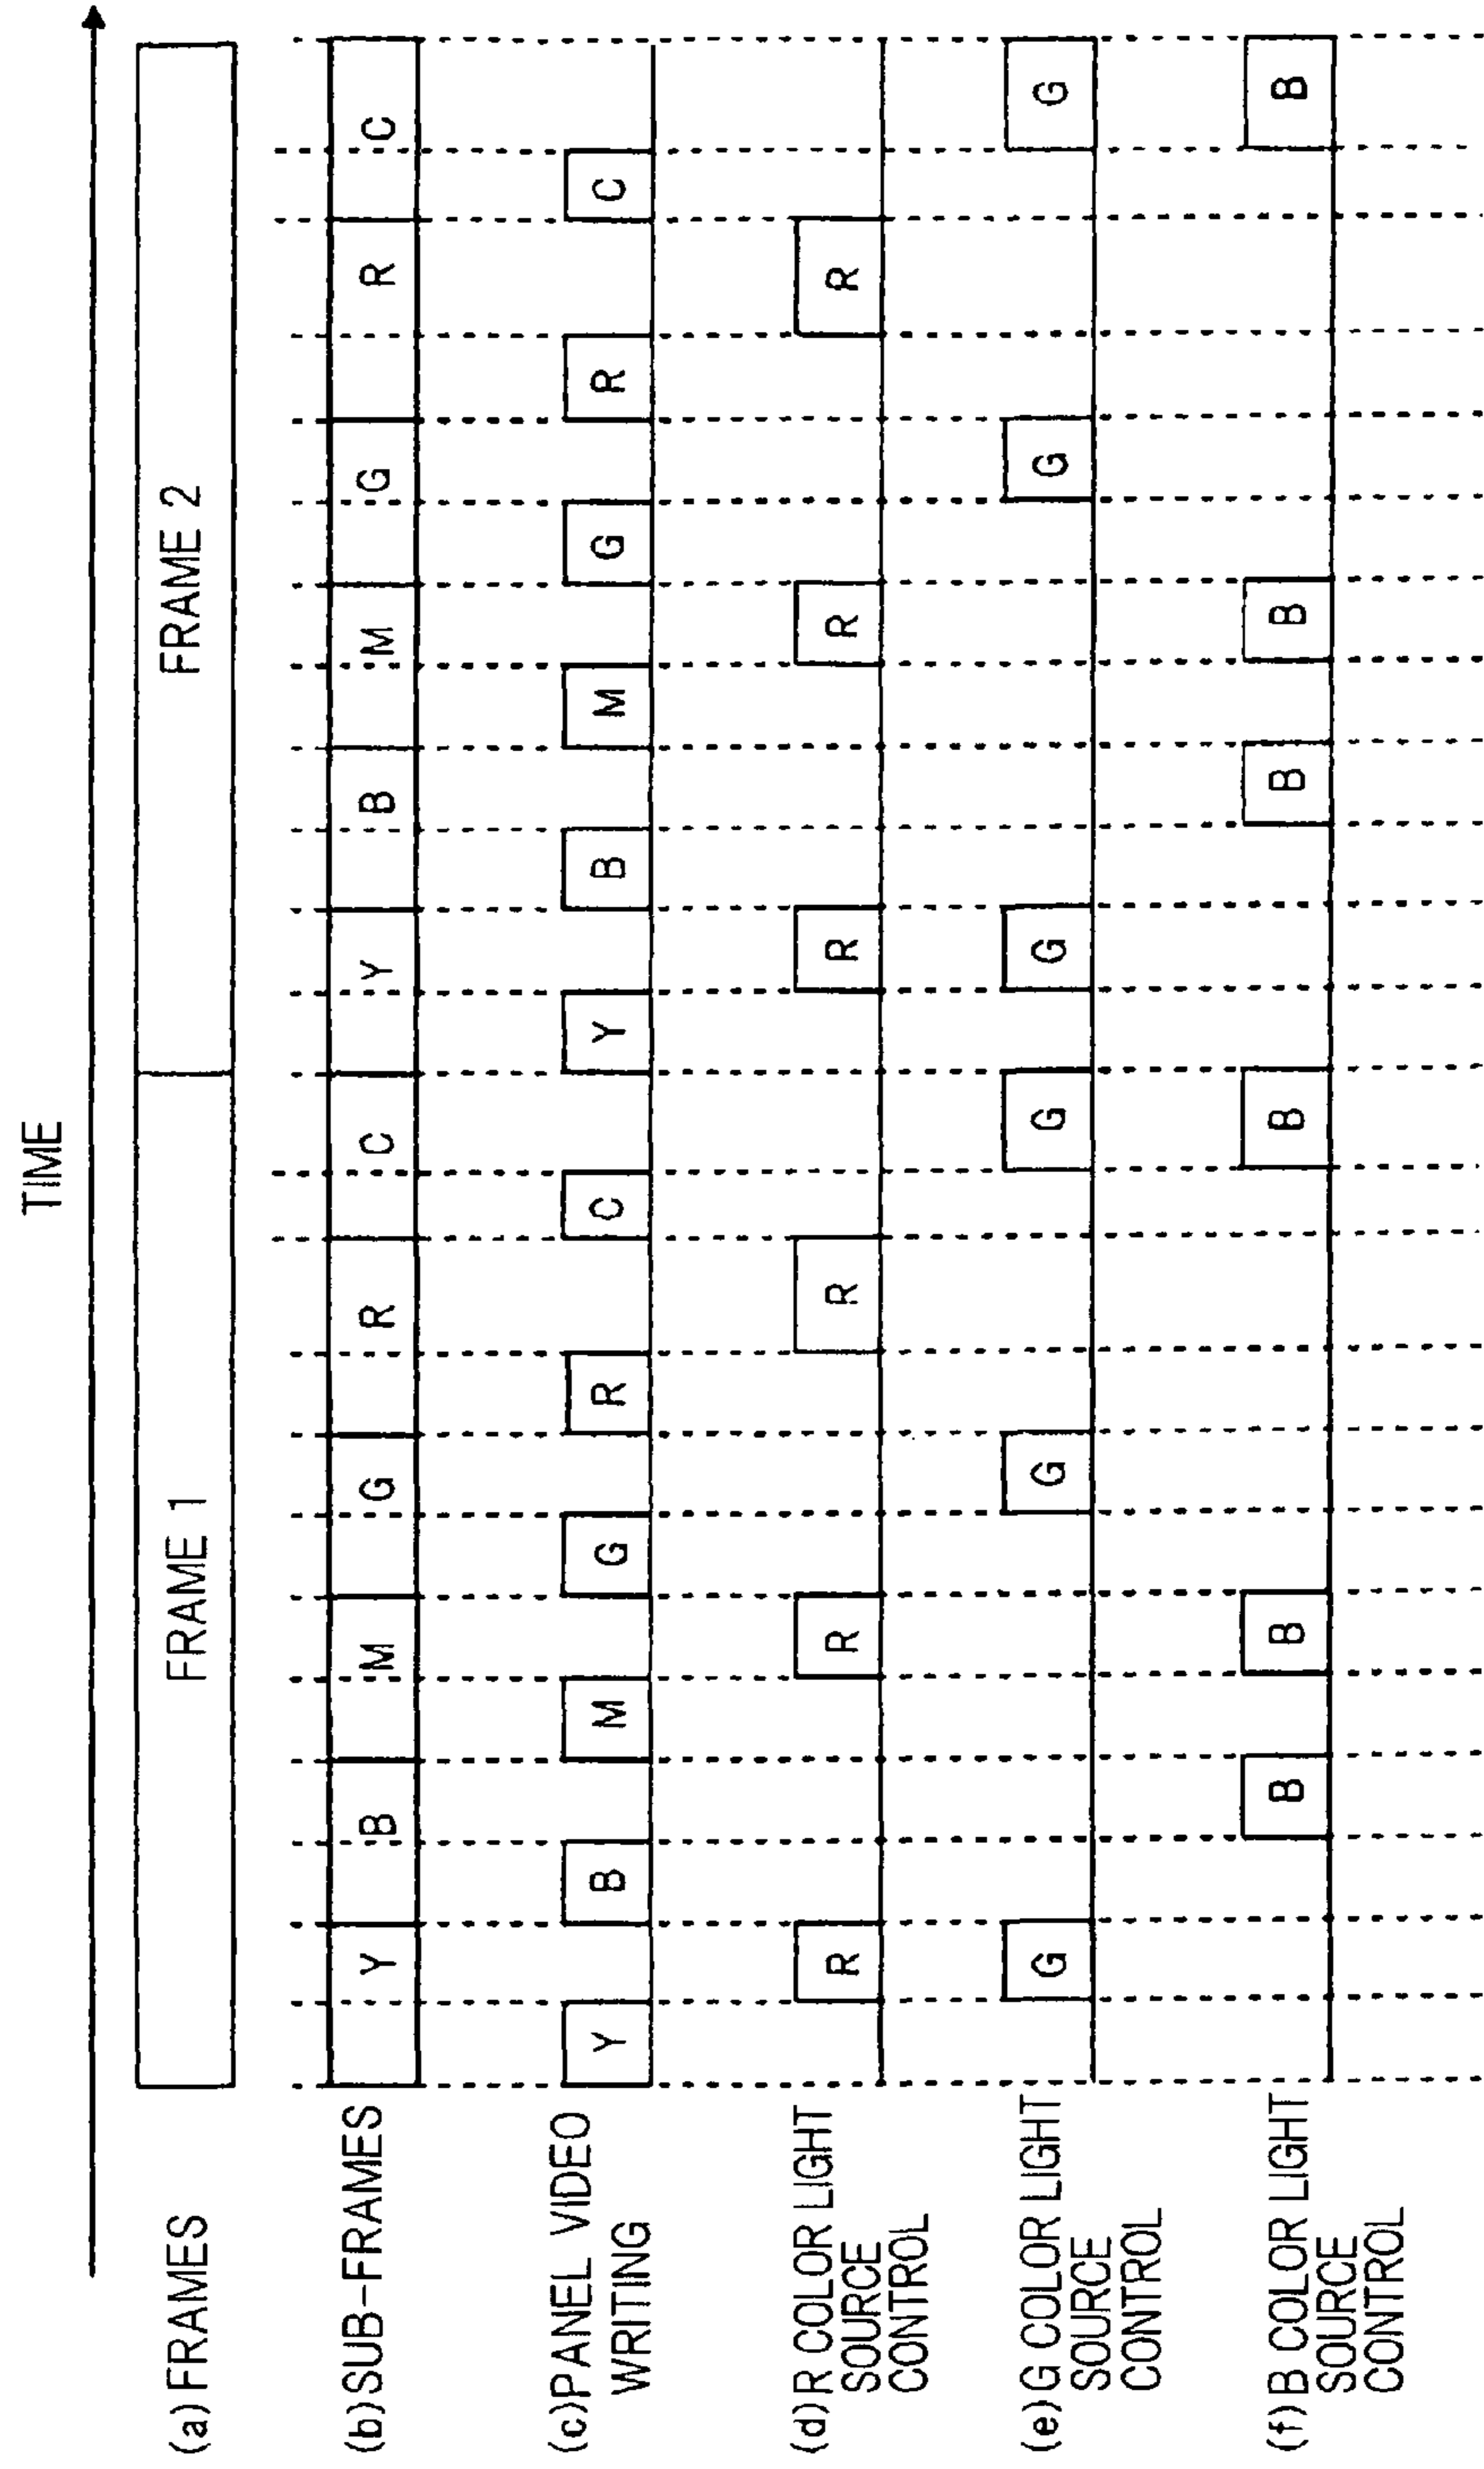 TIME
(a) FRAMES
FRAME 1
FRAME 2
(b) SUB-FRAMES
Y B M G R C Y B M G R C
(c) PANEL VIDEO
WRITING
Y B M G R C Y B M G R C
(d) R COLOR LIGHT
SOURCE
CONTROL
R R R R R R
(e) G COLOR LIGHT
SOURCE
CONTROL
G G G G G G
(f) B COLOR LIGHT
SOURCE
CONTROL
B B B B B B